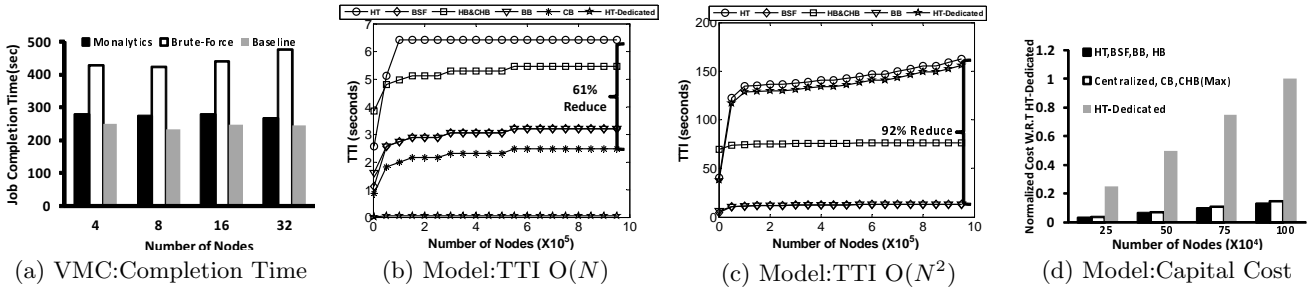 Monalytics Brute-Force Baseline
500
400
300
200
100
0
Job Completion Time(sec)
4 8 16 32
Number of Nodes
(a) VMC:Completion Time
HT BSF HB&CHB BB CB HT-Dedicated
7
6
5
4
3
2
1
0
TTI (seconds)
61%
Reduce
0 2 4 6 8 10
Number of Nodes (X10⁵)
(b) Model:TTI O(N)
HT BSF HB&CHB BB HT-Dedicated
200
150
100
50
0
TTI (seconds)
92% Reduce
0 2 4 6 8 10
Number of Nodes (X10⁵)
(c) Model:TTI O(N²)
HT,BSF,BB, HB
Centralized, CB,CHB(Max)
HT-Dedicated
1.2
1
0.8
0.6
0.4
0.2
0
Normalized Cost W.R.T HT-Dedicated
25 50 75 100
Number of Nodes (X10⁴)
(d) Model:Capital Cost